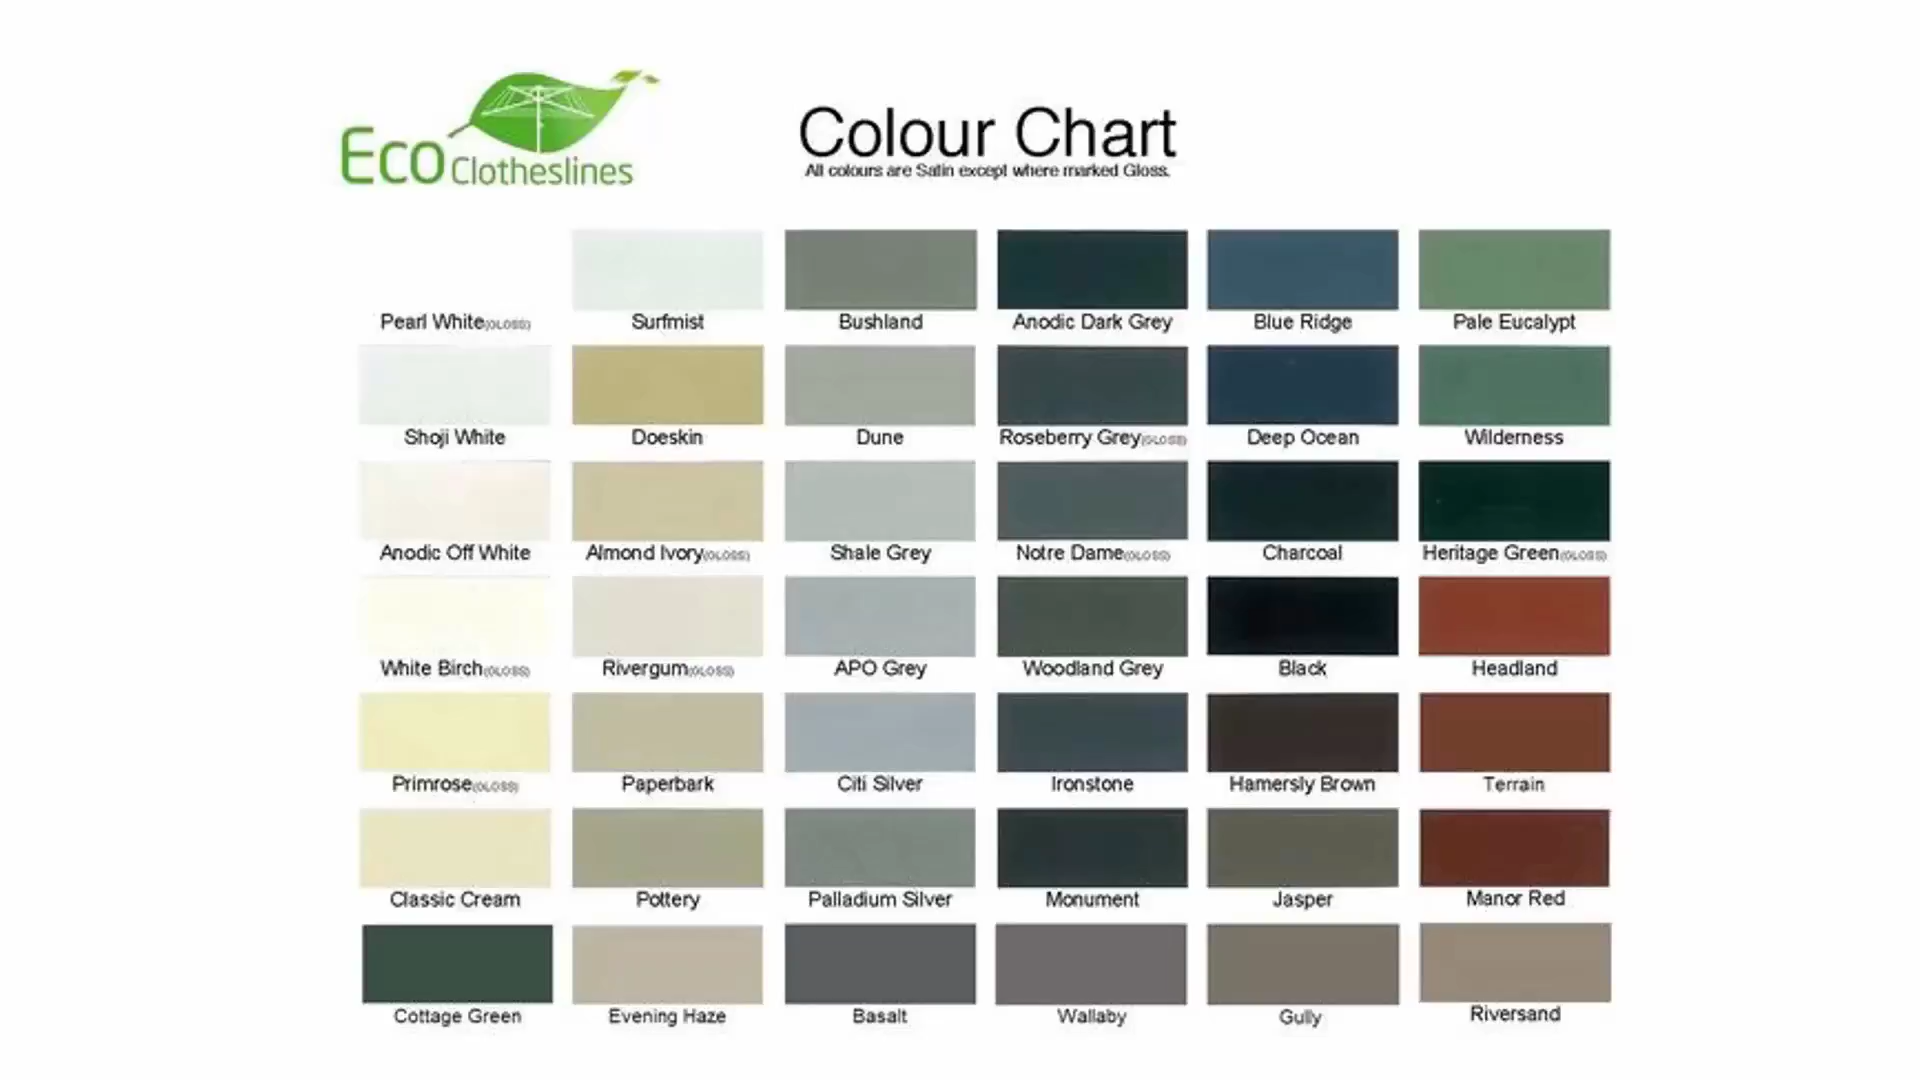 Eco Clotheslines
Colour Chart
All colours are Satin except where marked Gloss.
Pearl White(GLOSS) Surfmist Bushland Anodic Dark Grey Blue Ridge Pale Eucalypt
Shoji White Doeskin Dune Roseberry Grey(GLOSS) Deep Ocean Wilderness
Anodic Off White Almond Ivory(GLOSS) Shale Grey Notre Dame(GLOSS) Charcoal Heritage Green(GLOSS)
White Birch(GLOSS) Rivergum(GLOSS) APO Grey Woodland Grey Black Headland
Primrose(GLOSS) Paperbark Citi Silver Ironstone Hamersly Brown Terrain
Classic Cream Pottery Palladium Silver Monument Jasper Manor Red
Cottage Green Evening Haze Basalt Wallaby Gully Riversand